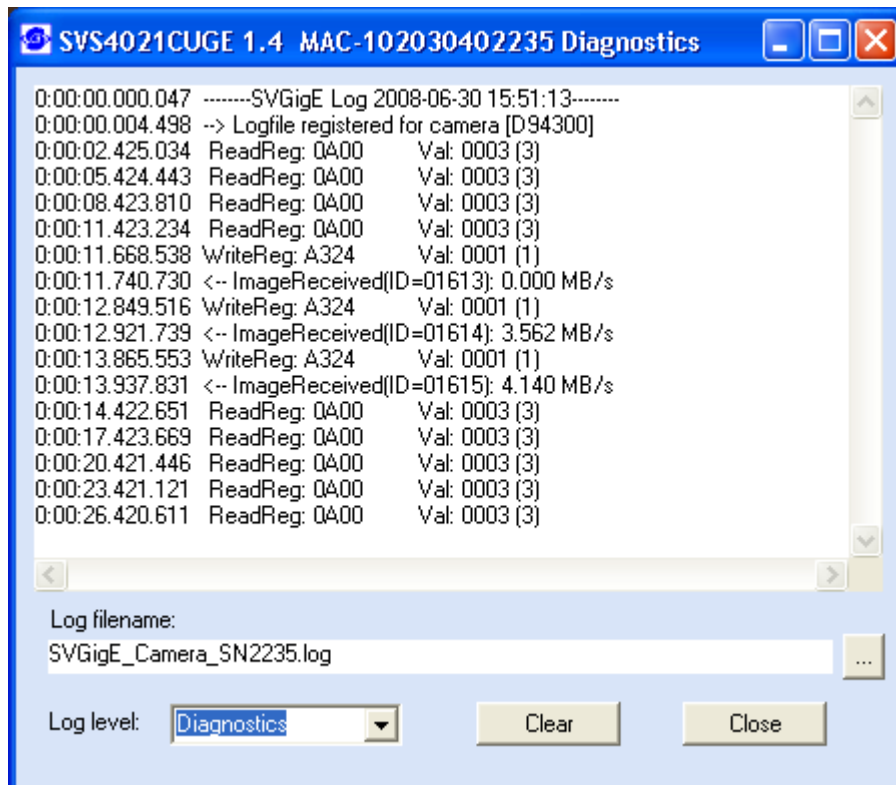 SVS4021CUGE 1.4 MAC-102030402235 Diagnostics
0:00:00.000.047 --------SVGigE Log 2008-06-30 15:51:13--------
0:00:00.004.498 --> Logfile registered for camera [D94300]
0:00:02.425.034 ReadReg: 0A00 Val: 0003 (3)
0:00:05.424.443 ReadReg: 0A00 Val: 0003 (3)
0:00:08.423.810 ReadReg: 0A00 Val: 0003 (3)
0:00:11.423.234 ReadReg: 0A00 Val: 0003 (3)
0:00:11.668.538 WriteReg: A324 Val: 0001 (1)
0:00:11.740.730 <-- ImageReceived(ID=01613): 0.000 MB/s
0:00:12.849.516 WriteReg: A324 Val: 0001 (1)
0:00:12.921.739 <-- ImageReceived(ID=01614): 3.562 MB/s
0:00:13.865.553 WriteReg: A324 Val: 0001 (1)
0:00:13.937.831 <-- ImageReceived(ID=01615): 4.140 MB/s
0:00:14.422.651 ReadReg: 0A00 Val: 0003 (3)
0:00:17.423.669 ReadReg: 0A00 Val: 0003 (3)
0:00:20.421.446 ReadReg: 0A00 Val: 0003 (3)
0:00:23.421.121 ReadReg: 0A00 Val: 0003 (3)
0:00:26.420.611 ReadReg: 0A00 Val: 0003 (3)
Log filename:
SVGigE_Camera_SN2235.log
...
Log level: Diagnostics Clear Close